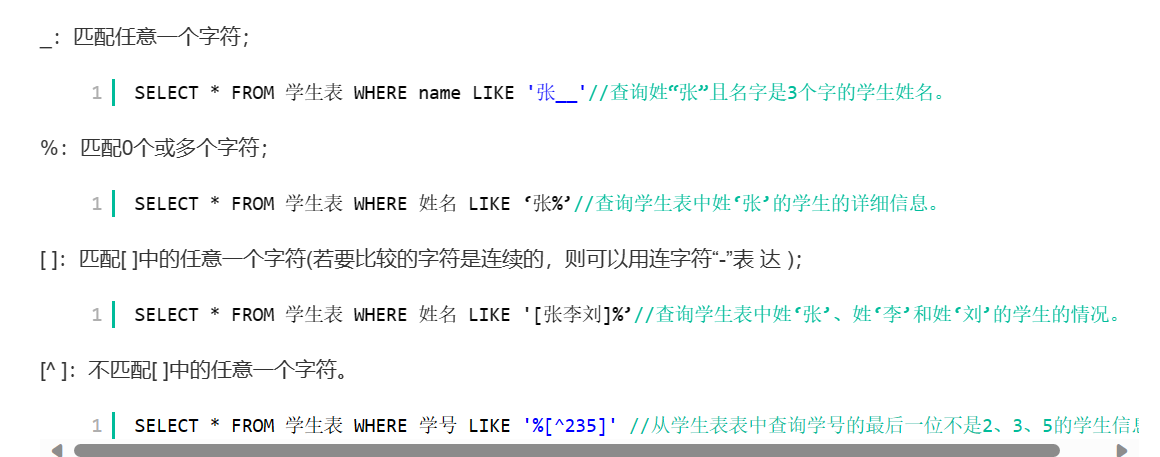 _：匹配任意一个字符；
1 SELECT * FROM 学生表 WHERE name LIKE '张__'//查询姓“张”且名字是3个字的学生姓名。
%：匹配0个或多个字符；
1 SELECT * FROM 学生表 WHERE 姓名 LIKE ‘张%’//查询学生表中姓‘张’的学生的详细信息。
[ ]：匹配[ ]中的任意一个字符(若要比较的字符是连续的，则可以用连字符“-”表 达 )；
1 SELECT * FROM 学生表 WHERE 姓名 LIKE '[张李刘]%’//查询学生表中姓‘张’、姓‘李’和姓‘刘’的学生的情况。
[^ ]：不匹配[ ]中的任意一个字符。
1 SELECT * FROM 学生表 WHERE 学号 LIKE '%[^235]' //从学生表表中查询学号的最后一位不是2、3、5的学生信